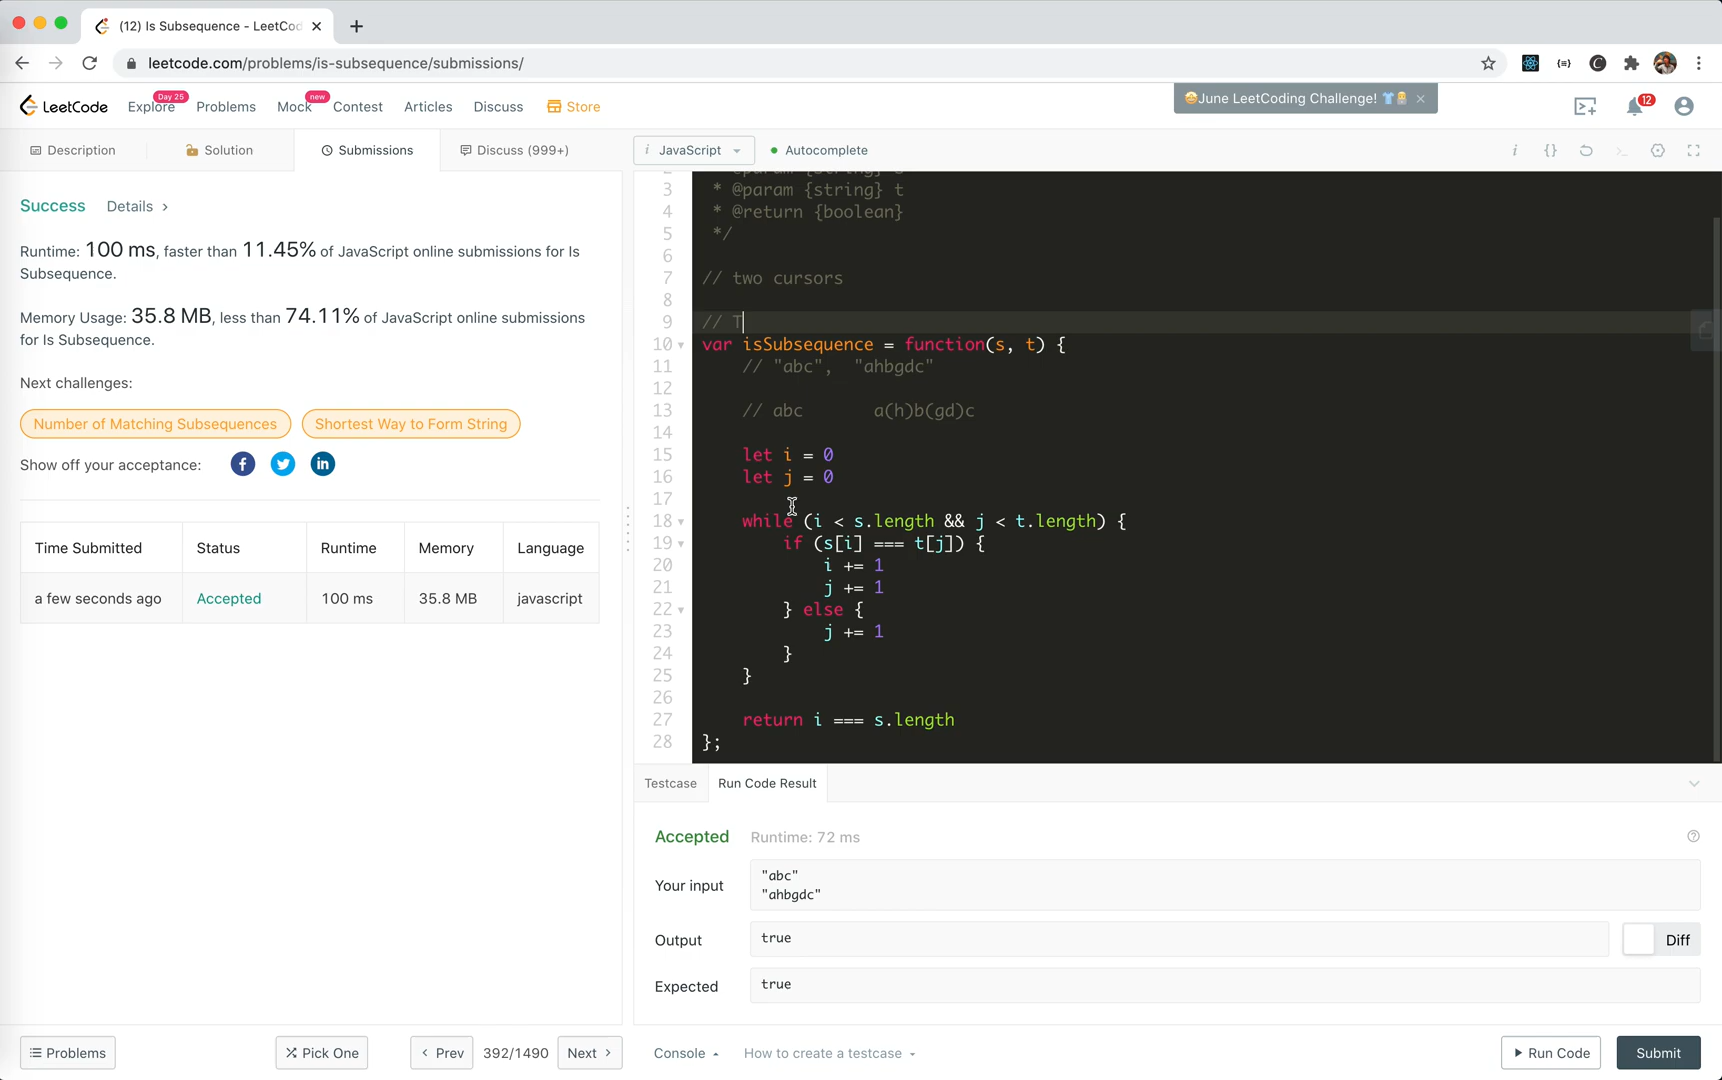 (12) Is Subsequence - LeetCod
leetcode.com/problems/is-subsequence/submissions/
LeetCode
Explore
Day 25
Problems
Mock
new
Contest
Articles
Discuss
Store
June LeetCoding Challenge!
12
Description
Solution
Submissions
Discuss (999+)
i JavaScript
Autocomplete
Success Details >
Runtime: 100 ms, faster than 11.45% of JavaScript online submissions for Is
Subsequence.
Memory Usage: 35.8 MB, less than 74.11% of JavaScript online submissions
for Is Subsequence.
Next challenges:
Number of Matching Subsequences
Shortest Way to Form String
Show off your acceptance:
Time Submitted Status Runtime Memory Language
a few seconds ago Accepted 100 ms 35.8 MB javascript
3 * @param {string} t
4 * @return {boolean}
5 */
6
7 // two cursors
8
9 // T
10 var isSubsequence = function(s, t) {
11 // "abc", "ahbgdc"
12
13 // abc a(h)b(gd)c
14
15 let i = 0
16 let j = 0
17
18 while (i < s.length && j < t.length) {
19 if (s[i] === t[j]) {
20 i += 1
21 j += 1
22 } else {
23 j += 1
24 }
25 }
26
27 return i === s.length
28 };
Testcase
Run Code Result
Accepted Runtime: 72 ms
Your input
"abc"
"ahbgdc"
Output
true
Diff
Expected
true
Problems
Pick One
< Prev
392/1490
Next >
Console
How to create a testcase
Run Code
Submit